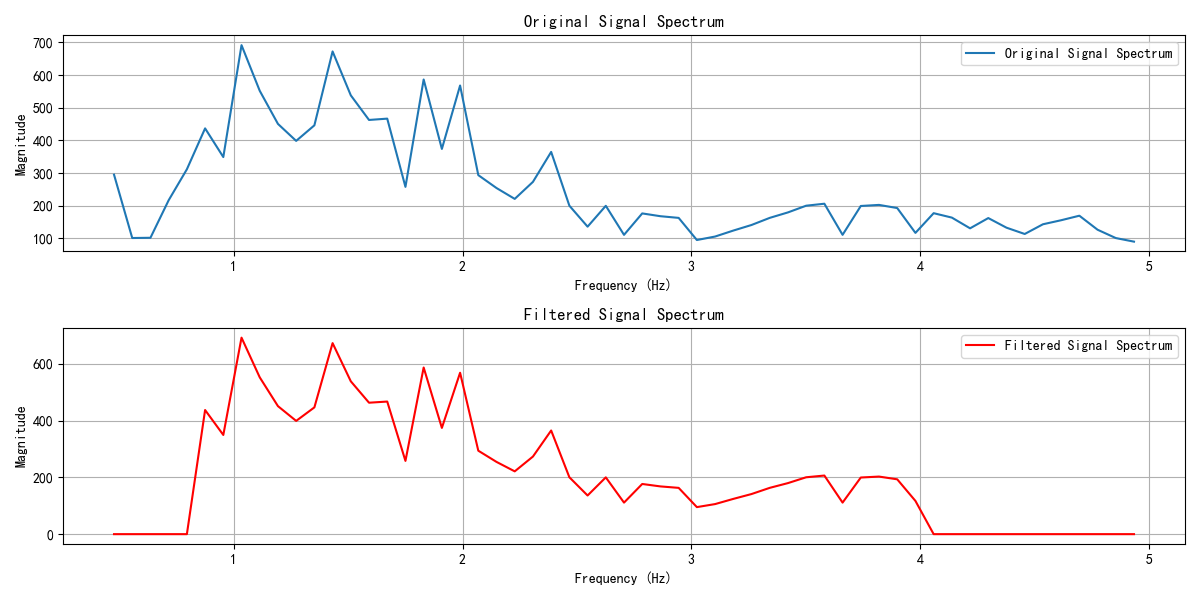 Original Signal Spectrum
Original Signal Spectrum
Magnitude
700
600
500
400
300
200
100
1 2 3 4 5
Frequency (Hz)
Filtered Signal Spectrum
Filtered Signal Spectrum
Magnitude
600
400
200
0
1 2 3 4 5
Frequency (Hz)